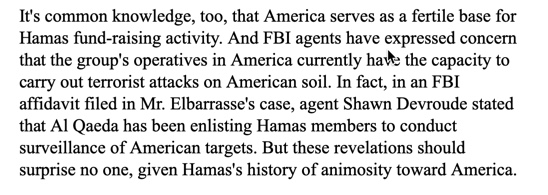 It's common knowledge, too, that America serves as a fertile base for
Hamas fund-raising activity. And FBI agents have expressed concern
that the group's operatives in America currently have the capacity to
carry out terrorist attacks on American soil. In fact, in an FBI
affidavit filed in Mr. Elbarrasse's case, agent Shawn Devroude stated
that Al Qaeda has been enlisting Hamas members to conduct
surveillance of American targets. But these revelations should
surprise no one, given Hamas's history of animosity toward America.